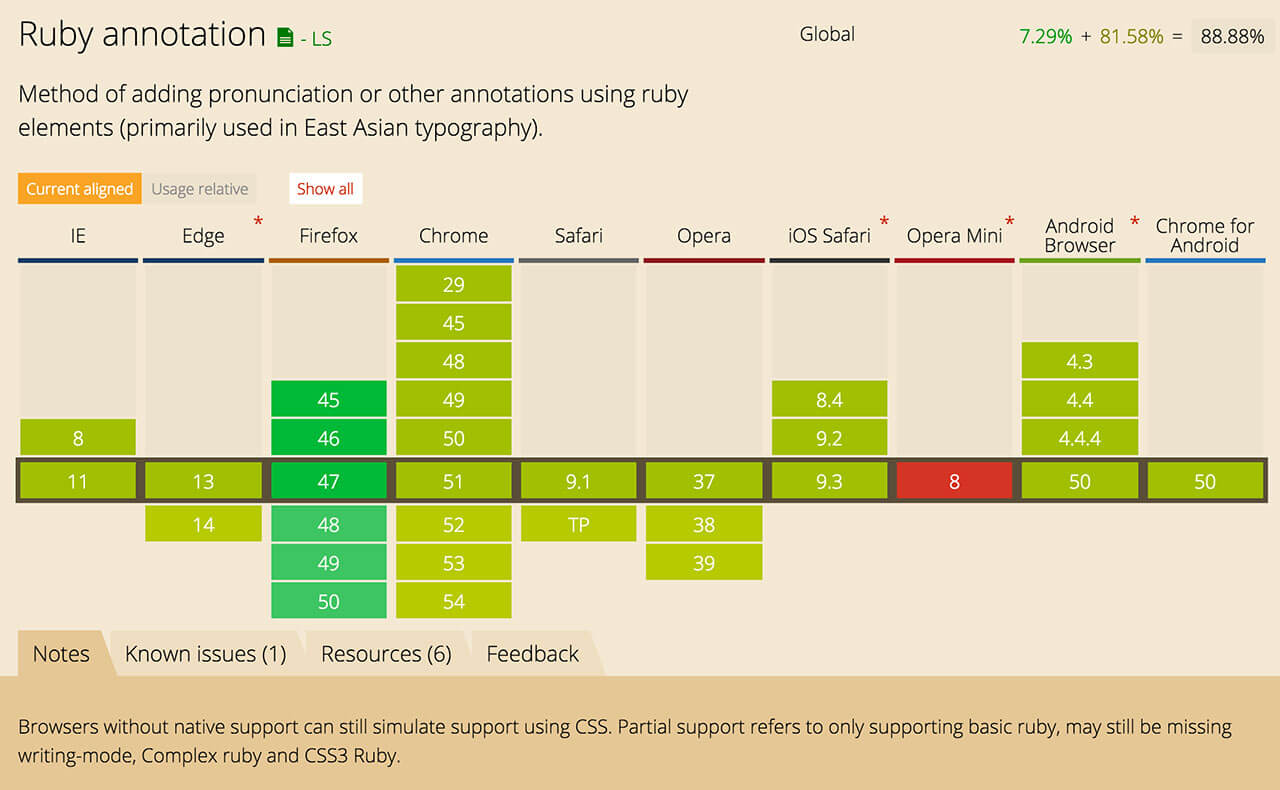 Ruby annotation - LS
Global
7.29% + 81.58% = 88.88%
Method of adding pronunciation or other annotations using ruby
elements (primarily used in East Asian typography).
Current aligned Usage relative Show all
IE Edge * Firefox Chrome Safari Opera iOS Safari * Opera Mini * Android Browser * Chrome for Android
29
45
48 4.3
45 49 8.4 4.4
8 46 50 9.2 4.4.4
11 13 47 51 9.1 37 9.3 8 50 50
14 48 52 TP 38
49 53 39
50 54
Notes Known issues (1) Resources (6) Feedback
Browsers without native support can still simulate support using CSS. Partial support refers to only supporting basic ruby, may still be missing
writing-mode, Complex ruby and CSS3 Ruby.